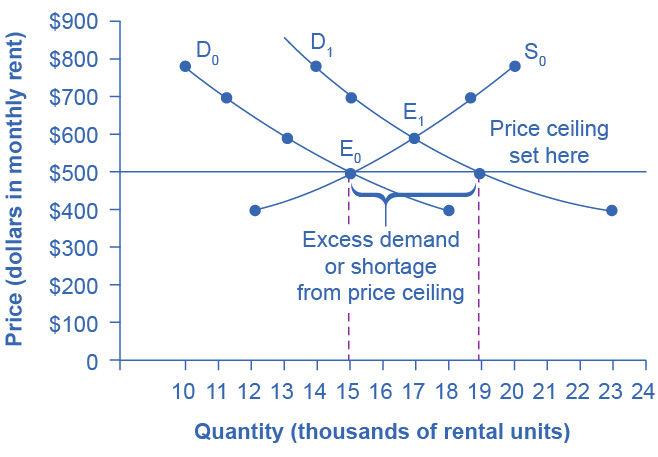 Price (dollars in monthly rent)
$900
$800
$700
$600
$500
$400
$300
$200
$100
0
D0
D1
S0
E1
E0
Price ceiling
set here
Excess demand
or shortage
from price ceiling
10 11 12 13 14 15 16 17 18 19 20 21 22 23 24
Quantity (thousands of rental units)